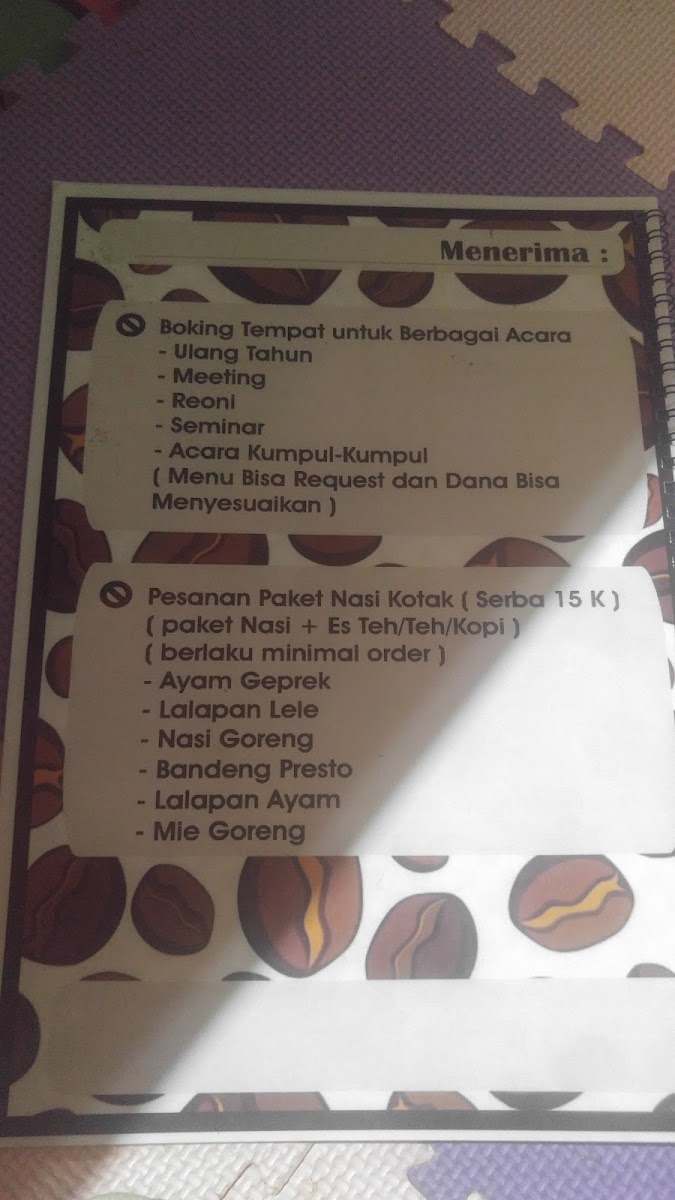 Menerima :
Boking Tempat untuk Berbagai Acara
- Ulang Tahun
- Meeting
- Reoni
- Seminar
- Acara Kumpul-Kumpul
( Menu Bisa Request dan Dana Bisa
Menyesuaikan )
Pesanan Paket Nasi Kotak ( Serba 15 K )
( paket Nasi + Es Teh/Teh/Kopi )
( berlaku minimal order )
- Ayam Geprek
- Lalapan Lele
- Nasi Goreng
- Bandeng Presto
- Lalapan Ayam
- Mie Goreng